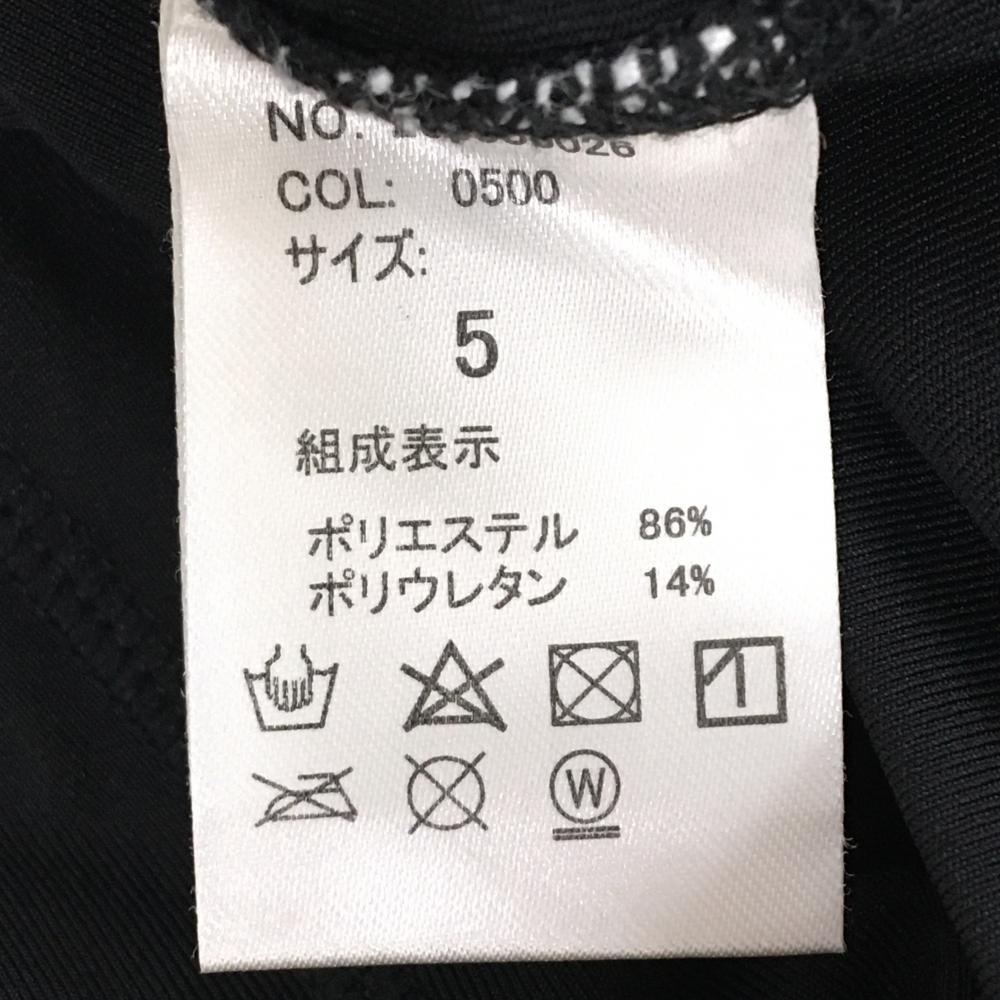 NO.
COL: 0500
サイズ:
5
組成表示
ポリエステル 86%
ポリウレタン 14%
W